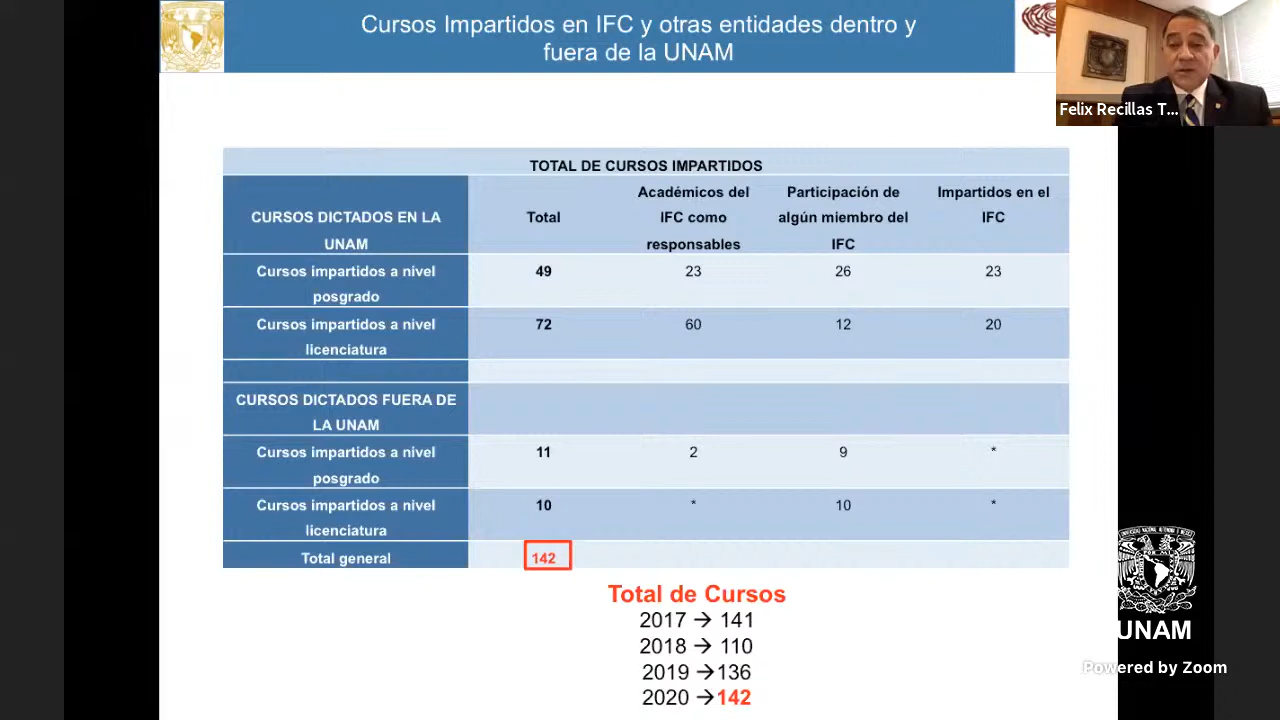 Cursos Impartidos en IFC y otras entidades dentro y
fuera de la UNAM
Felix Recillas T...
TOTAL DE CURSOS IMPARTIDOS
CURSOS DICTADOS EN LA
UNAM
Total
Académicos del
IFC como
responsables
Participación de
algún miembro del
IFC
Impartidos en el
IFC
Cursos impartidos a nivel
posgrado
49
23
26
23
Cursos impartidos a nivel
licenciatura
72
60
12
20
CURSOS DICTADOS FUERA DE
LA UNAM
Cursos impartidos a nivel
posgrado
11
2
9
*
Cursos impartidos a nivel
licenciatura
10
*
10
*
Total general
142
Total de Cursos
2017 → 141
2018 → 110
2019 →136
2020 →142
UNAM
Powered by Zoom